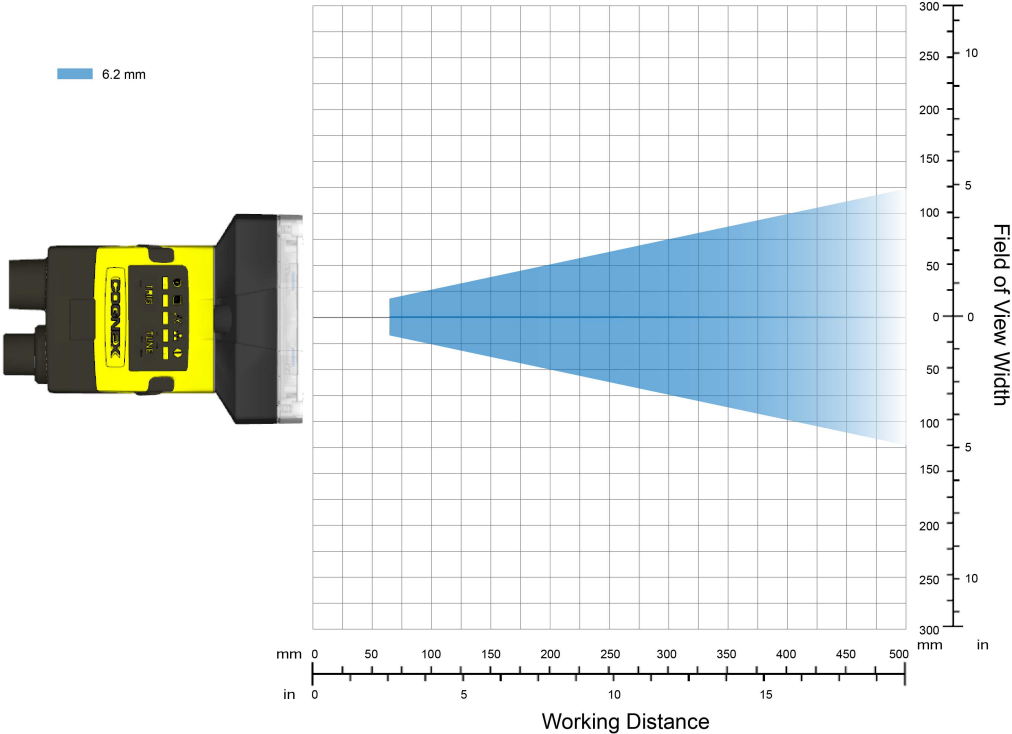 6.2 mm
COGNEX
TRIG
TUNE
300
250
200
150
100
50
0
50
100
150
200
250
300
mm
10
5
0
5
10
in
Field of View Width
mm 0 50 100 150 200 250 300 350 400 450 500
in 0 5 10 15
Working Distance